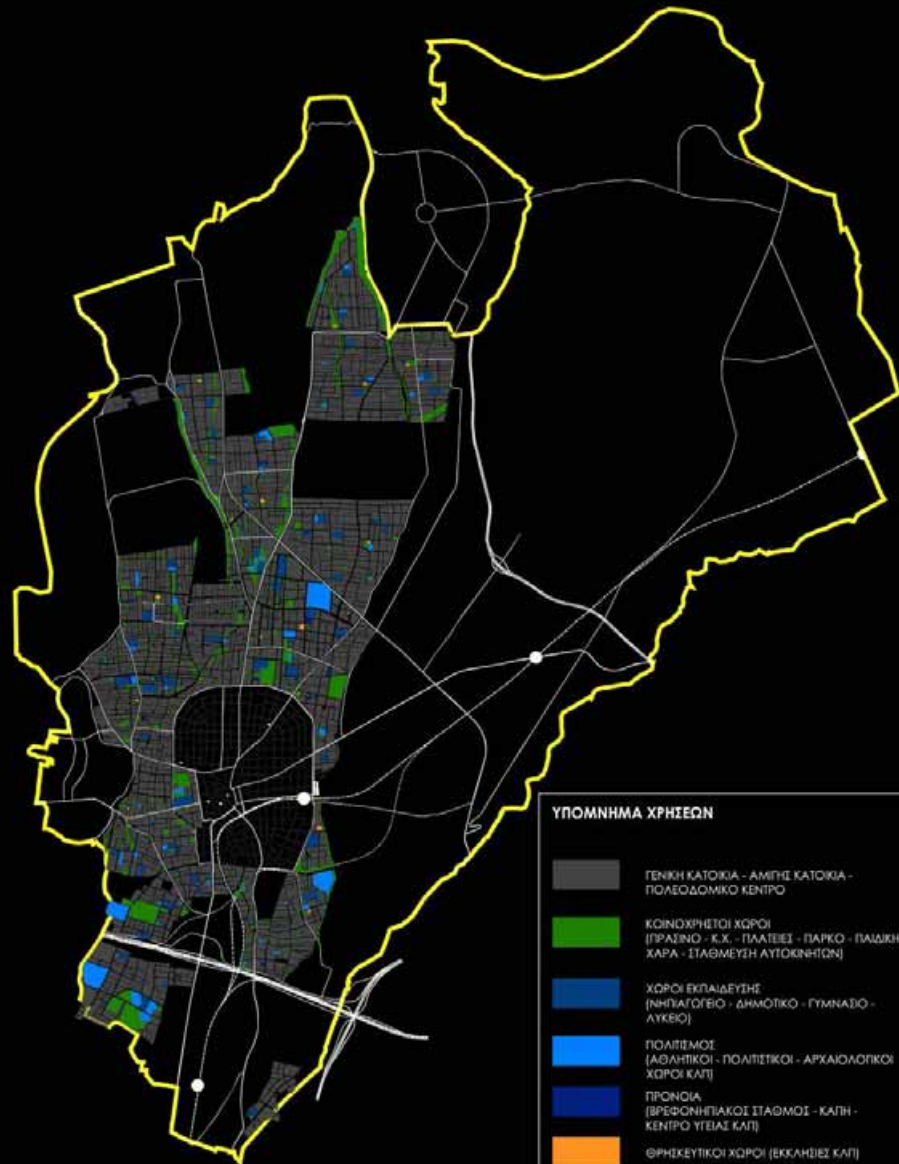 ΥΠΟΜΝΗΜΑ ΧΡΗΣΕΩΝ
ΓΕΝΙΚΗ ΚΑΤΟΙΚΙΑ - ΑΜΙΓΗΣ ΚΑΤΟΙΚΙΑ -
ΠΟΛΕΟΔΟΜΙΚΟ ΚΕΝΤΡΟ
ΚΟΙΝΟΧΡΗΣΤΟΙ ΧΩΡΟΙ
(ΠΡΑΣΙΝΟ - Κ.Χ. - ΠΛΑΤΕΙΕΣ - ΠΑΡΚΟ - ΠΑΙΔΙΚΗ
ΧΑΡΑ - ΣΤΑΘΜΕΥΣΗ ΑΥΤΟΚΙΝΗΤΩΝ)
ΧΩΡΟΙ ΕΚΠΑΙΔΕΥΣΗΣ
(ΝΗΠΙΑΓΩΓΕΙΟ - ΔΗΜΟΤΙΚΟ - ΓΥΜΝΑΣΙΟ -
ΛΥΚΕΙΟ)
ΠΟΛΙΤΙΣΜΟΣ
(ΑΘΛΗΤΙΚΟΙ - ΠΟΛΙΤΙΣΤΙΚΟΙ - ΑΡΧΑΙΟΛΟΓΙΚΟΙ
ΧΩΡΟΙ ΚΛΠ)
ΠΡΟΝΟΙΑ
(ΒΡΕΦΟΝΗΠΙΑΚΟΣ ΣΤΑΘΜΟΣ - ΚΑΠΗ -
ΚΕΝΤΡΟ ΥΓΕΙΑΣ ΚΛΠ)
ΘΡΗΣΚΕΥΤΙΚΟΙ ΧΩΡΟΙ (ΕΚΚΛΗΣΙΕΣ ΚΛΠ)